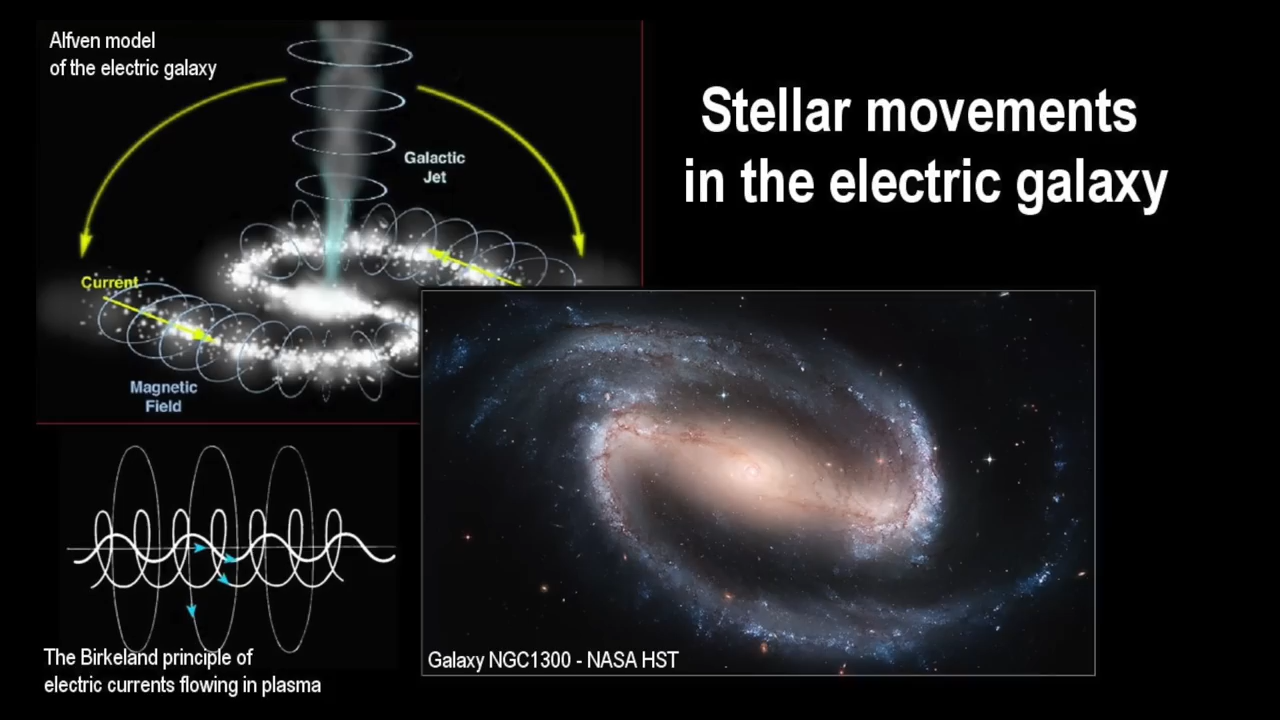 Alfven model
of the electric galaxy
Stellar movements
in the electric galaxy
Galactic
Jet
Current
Magnetic
Field
Galaxy NGC1300 - NASA HST
The Birkeland principle of
electric currents flowing in plasma